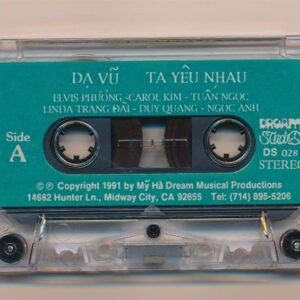 DẠ VŨ TA YÊU NHAU
ELVIS PHƯƠNG - CAROL KIM - TUẤN NGỌC
LINDA TRANG ĐÀI - DUY QUANG - NGỌC ANH
Side
A
DREAM
Studio
DS 028
STEREO
©℗ Copyright 1991 by Mỹ Hà Dream Musical Productions
14682 Hunter Ln., Midway City, CA 92655 Tel: (714) 895-5206